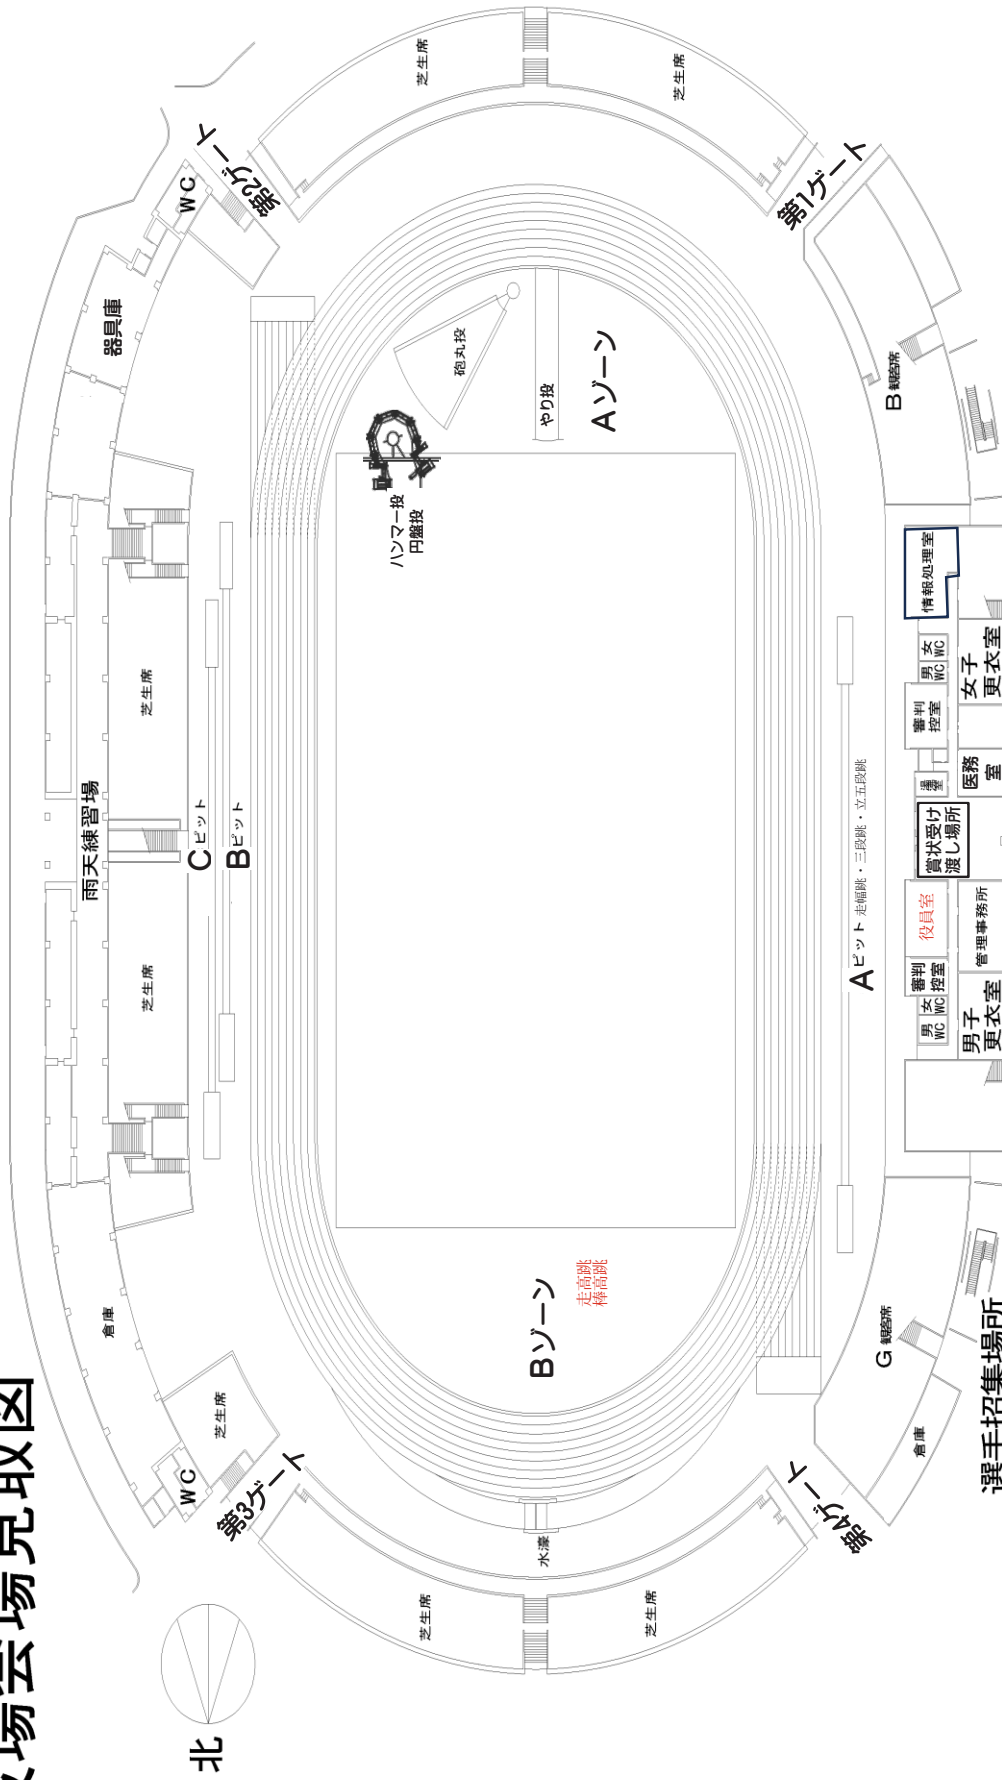 場会場見取図
北
第1ゲート
第2ゲート
第3ゲート
第4ゲート
芝生席
芝生席
芝生席
芝生席
芝生席
芝生席
芝生席
WC
WC
器具庫
倉庫
倉庫
雨天練習場
Cピット
Bピット
Aピット 走幅跳・三段跳・立五段跳
砲丸投
やり投
Aゾーン
ハンマー投
円盤投
Bゾーン
走高跳
棒高跳
水濠
B観客席
G観客席
情報処理室
男WC
女WC
審判
控室
女子
更衣室
医務
室
賞状受け
渡し場所
役員室
管理事務所
審判
控室
男WC
女WC
男子
更衣室
選手招集場所